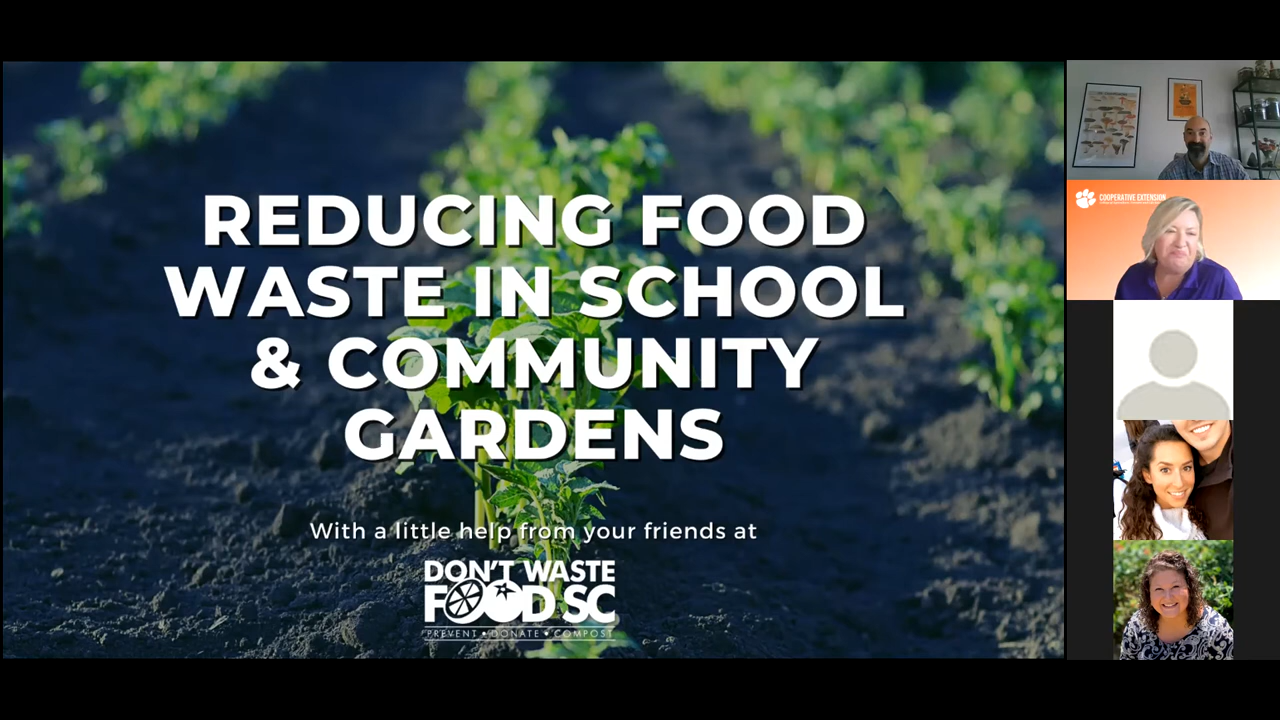 REDUCING FOOD
WASTE IN SCHOOL
& COMMUNITY
GARDENS
With a little help from your friends at
DON'T WASTE
FOOD SC
PREVENT • DONATE • COMPOST
COOPERATIVE EXTENSION